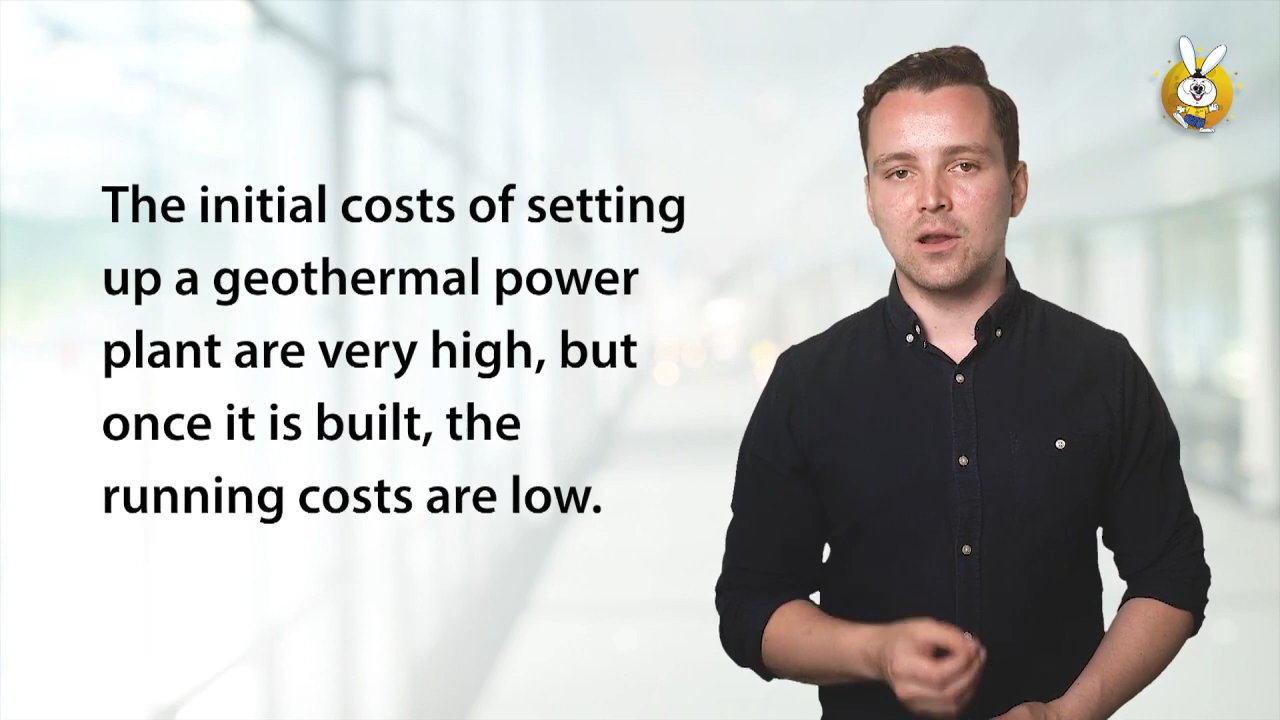 The initial costs of setting
up a geothermal power
plant are very high, but
once it is built, the
running costs are low.